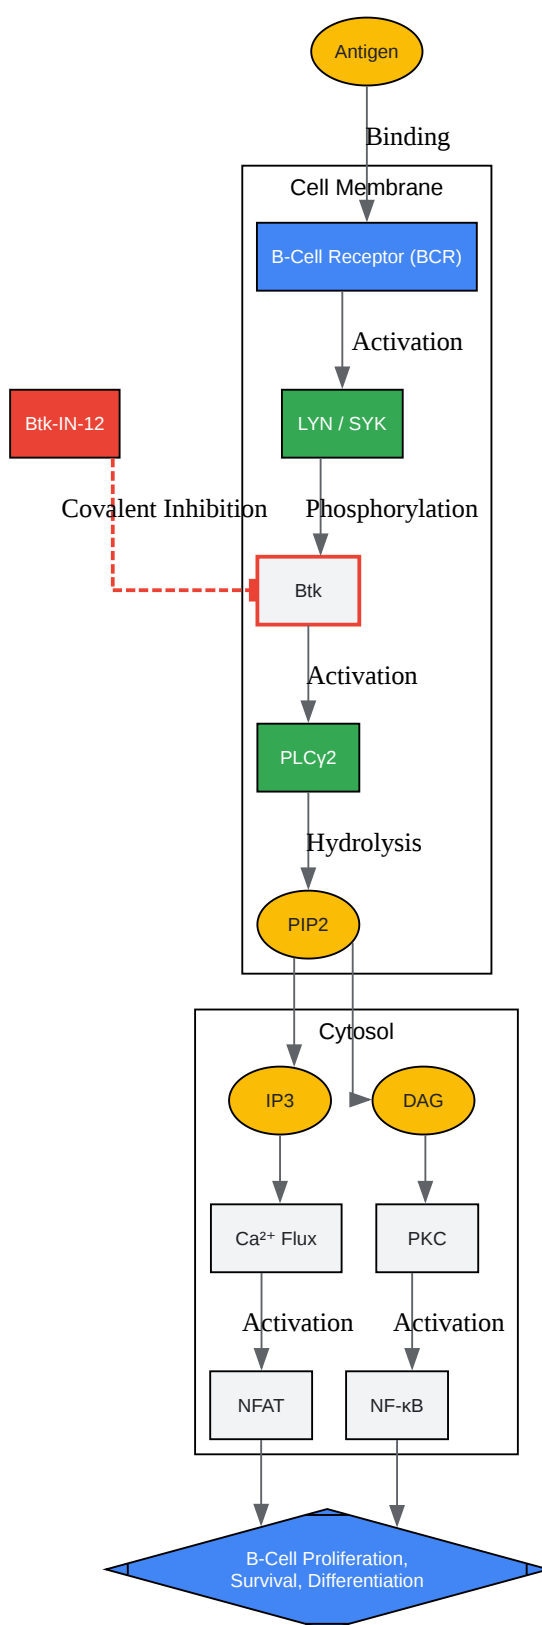 Antigen
Binding
Cell Membrane
B-Cell Receptor (BCR)
Activation
Btk-IN-12
LYN / SYK
Covalent Inhibition
Phosphorylation
Btk
Activation
PLCγ2
Hydrolysis
PIP2
Cytosol
IP3
DAG
Ca²⁺ Flux
PKC
Activation
Activation
NFAT
NF-κB
B-Cell Proliferation,
Survival, Differentiation